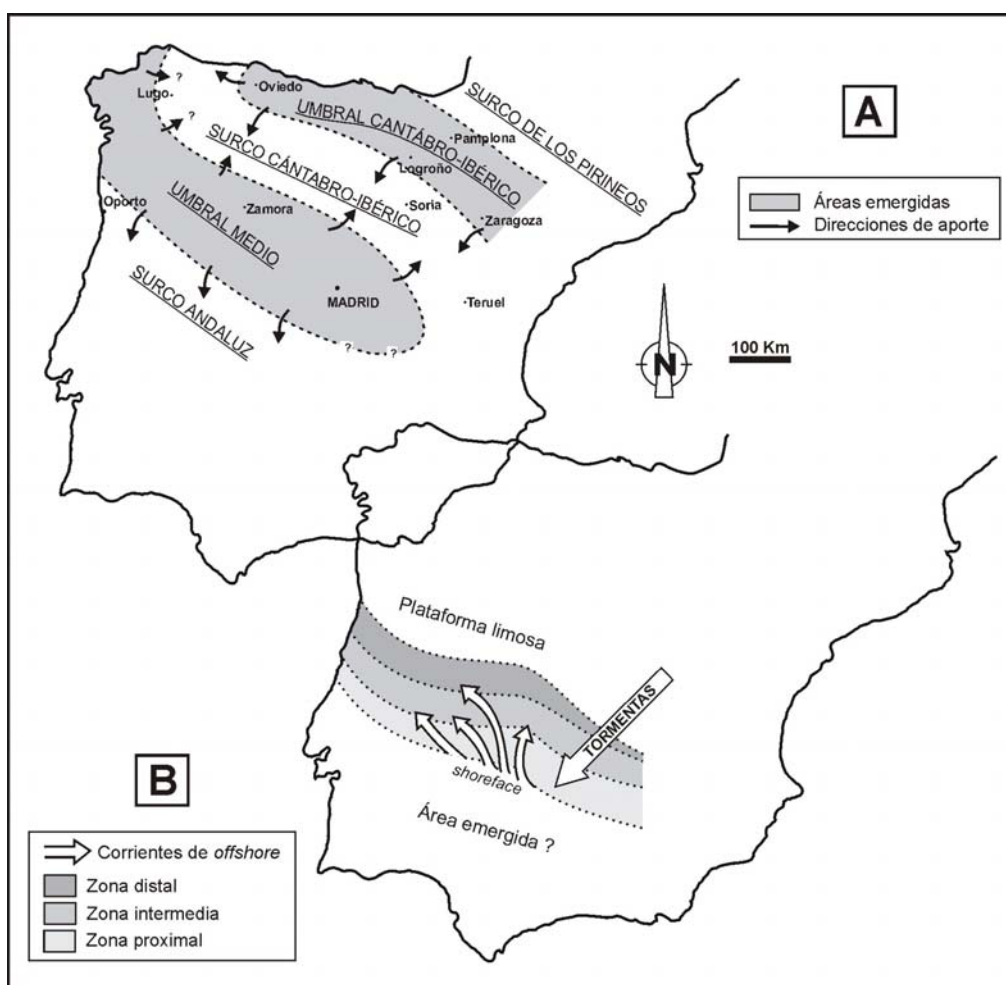 A
Áreas emergidas
Direcciones de aporte
SURCO DE LOS PIRINEOS
UMBRAL CANTÁBRO-IBÉRICO
SURCO CÁNTABRO-IBÉRICO
UMBRAL MEDIO
SURCO ANDALUZ
Lugo
Oviedo
Pamplona
Logroño
Soria
Zaragoza
Oporto
Zamora
MADRID
Teruel
?
?
?
?
N
100 Km
Plataforma limosa
TORMENTAS
shoreface
Área emergida ?
B
Corrientes de offshore
Zona distal
Zona intermedia
Zona proximal